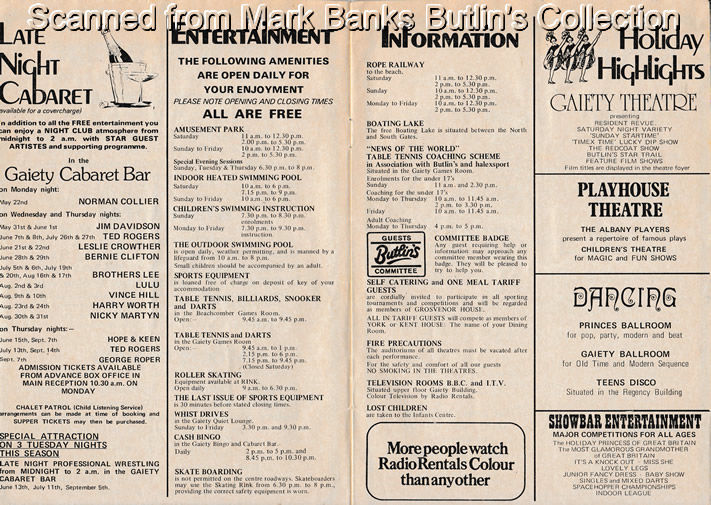 Scanned from Mark Banks Butlin's Collection
LATE
NIGHT
CABARET
(available for a covercharge)
In addition to all the FREE entertainment you
can enjoy a NIGHT CLUB atmosphere from
midnight to 2 a.m. with STAR GUEST
ARTISTES and supporting programme.
In the
Gaiety Cabaret Bar
on Monday night:
May 22nd NORMAN COLLIER
on Wednesday and Thursday nights:
May 31st & June 1st JIM DAVIDSON
June 7th & 8th, July 26th & 27th TED ROGERS
June 21st & 22nd LESLIE CROWTHER
June 28th & 29th BERNIE CLIFTON
July 5th & 6th, July 19th
& 20th, Aug 16th & 17th BROTHERS LEE
Aug. 2nd & 3rd LULU
Aug. 9th & 10th VINCE HILL
Aug. 23rd & 24th HARRY WORTH
Aug. 30th & 31st NICKY MARTYN
on Thursday nights:–
June 15th, Sept. 7th HOPE & KEEN
July 13th, Sept. 14th TED ROGERS
Sept. 7th GEORGE ROPER
ADMISSION TICKETS AVAILABLE
FROM ADVANCE BOX OFFICE IN
MAIN RECEPTION 10.30 a.m. ON
MONDAY
CHALET PATROL (Child Listening Service)
arrangements can be made at time of booking and
SUPPER TICKETS may then be purchased.
SPECIAL ATTRACTION
ON 3 TUESDAY NIGHTS
THIS SEASON
LATE NIGHT PROFESSIONAL WRESTLING
from MIDNIGHT to 2 a.m. in the GAIETY
CABARET BAR
June 13th, July 11th, September 5th.
ENTERTAINMENT
THE FOLLOWING AMENITIES
ARE OPEN DAILY FOR
YOUR ENJOYMENT
PLEASE NOTE OPENING AND CLOSING TIMES
ALL ARE FREE
AMUSEMENT PARK
Saturday 11 a.m. to 12.30 p.m.
2.00 p.m. to 5.30 p.m.
Sunday to Friday 10 a.m. to 12.30 p.m.
2 p.m. to 5.30 p.m.
Special Evening Sessions
Sunday, Tuesday & Thursday 6.30 p.m. to 8 p.m.
INDOOR HEATED SWIMMING POOL
Saturday 10 a.m. to 6 p.m.
7.15 p.m. to 9 p.m.
Sunday to Friday 10 a.m. to 6 p.m.
CHILDREN'S SWIMMING INSTRUCTION
Sunday 7.30 p.m. to 8.30 p.m.
enrolments
Monday to Friday 7.30 p.m. to 9.30 p.m.
instruction.
THE OUTDOOR SWIMMING POOL
is open daily, weather permitting, and is manned by a
lifeguard from 10 a.m. to 8 p.m.
Small children should be accompanied by an adult.
SPORTS EQUIPMENT
is loaned free of charge on deposit of key of your
accommodation
TABLE TENNIS, BILLIARDS, SNOOKER
and DARTS
in the Beachcomber Games Room.
Open:– 9.45 a.m. to 9.45 p.m.
TABLE TENNIS and DARTS
in the Gaiety Games Room
Open:– 9.45 a.m. to 1 p.m.
2.15 p.m. to 6 p.m.
7.15 p.m. to 9.45 p.m.
(Closed Saturday)
ROLLER SKATING
Equipment available at RINK.
Open daily 9 a.m. to 6.30 p.m.
THE LAST ISSUE OF SPORTS EQUIPMENT
is 30 minutes before stated closing times.
WHIST DRIVES
in the Gaiety Quiet Lounge.
Sunday to Friday 3.30 p.m. and 9.30 p.m.
CASH BINGO
in the Gaiety Bingo and Cabaret Bar.
Daily 2 p.m. to 5 p.m. and
8.45 p.m. to 10.30 p.m.
SKATE BOARDING
is not permitted on the centre roadways. Skateboarders
may use the Skating Rink from 6.30 p.m. to 8 p.m.,
providing the correct safety equipment is worn.
INFORMATION
ROPE RAILWAY
to the beach.
Saturday 11 a.m. to 12.30 p.m.
2 p.m. to 5.30 p.m.
Sunday 10 a.m. to 12.30 p.m.
2 p.m. to 5.30 p.m.
Monday to Friday 10 a.m. to 12.30 p.m.
2 p.m. to 5.30 p.m.
BOATING LAKE
The free Boating Lake is situated between the North
and South Gates.
"NEWS OF THE WORLD"
TABLE TENNIS COACHING SCHEME
in Association with Butlin's and halexsport
Situated in the Gaiety Games Room.
Enrolments for the under 17's
Sunday 11 a.m. and 2.30 p.m.
Coaching for the under 17's
Monday to Thursday 10 a.m. to 11.45 a.m.
2 p.m. to 3.30 p.m.
Friday 10 a.m. to 11.45 a.m.
Adult Coaching
Monday to Thursday 4 p.m. to 5 p.m.
GUESTS
Butlin's
COMMITTEE
COMMITTEE BADGE
Any guest requiring help or
information may approach any
committee member wearing this
badge. They will be pleased to
try to help you.
SELF CATERING and ONE MEAL TARIFF
GUESTS
are cordially invited to participate in all sporting
tournaments and competitions and will be regarded
as members of GROSVENOR HOUSE.
ALL IN TARIFF GUESTS will compete as members of
YORK or KENT HOUSE. The name of your Dining
Room.
FIRE PRECAUTIONS
The auditoriums of all theatres must be vacated after
each performance.
For the safety and comfort of all our guests
NO SMOKING IN THE THEATRES.
TELEVISION ROOMS B.B.C. and I.T.V.
Situated upper floor Gaiety Building.
Colour Television by Radio Rentals.
LOST CHILDREN
are taken to the Infants Centre.
More people watch
Radio Rentals Colour
than any other
Holiday
Highlights
GAIETY THEATRE
presenting
RESIDENT REVUE.
SATURDAY NIGHT VARIETY
'SUNDAY STARTIME'
'TIMEX TIME' LUCKY DIP SHOW
THE REDCOAT SHOW
BUTLIN'S STAR TRAIL
FEATURE FILM SHOWS
Film titles are displayed in the theatre foyer
PLAYHOUSE
THEATRE
THE ALBANY PLAYERS
present a repertoire of famous plays
CHILDREN'S THEATRE
for MAGIC and FUN SHOWS
DANCING
PRINCES BALLROOM
for pop, party, modern and beat
GAIETY BALLROOM
for Old Time and Modern Sequence
TEENS DISCO
Situated in the Regency Building
SHOWBAR ENTERTAINMENT
MAJOR COMPETITIONS FOR ALL AGES
The HOLIDAY PRINCESS OF GREAT BRITAIN
The MOST GLAMOROUS GRANDMOTHER
of GREAT BRITAIN
IT'S A KNOCK OUT - MISS SHE
LOVELY LEGS
JUNIOR FANCY DRESS - BABY SHOW
SINGLES and MIXED DARTS
SPACEHOPPER CHAMPIONSHIPS
INDOOR LEAGUE